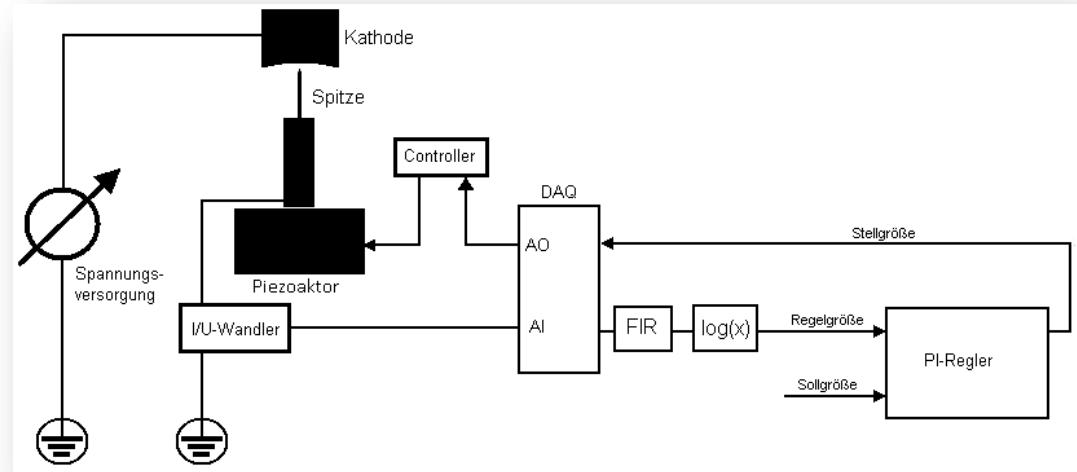 Kathode
Spitze
Controller
DAQ
Stellgröße
AO
Spannungs-
versorgung
Piezoaktor
I/U-Wandler
AI
FIR
log(x)
Regelgröße
PI-Regler
Sollgröße